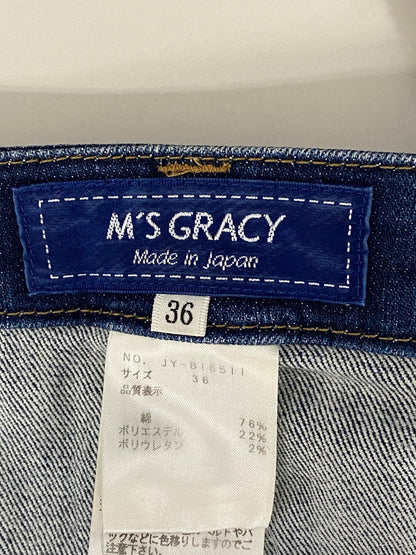 M'S GRACY
Made in Japan
36
NO. JY-818511
サイズ 36
品質表示
綿 76%
ポリエステル 22%
ポリウレタン 2%
ックなどに色移りしますのでご
注意下さい